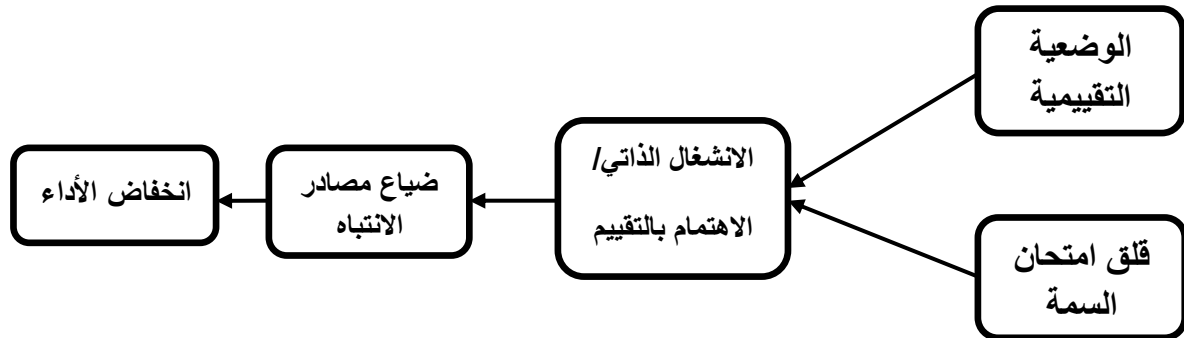 الوضعية
التقييمية
قلق امتحان
السمة
الانشغال الذاتي/
الاهتمام بالتقييم
ضياع مصادر
الانتباه
انخفاض الأداء